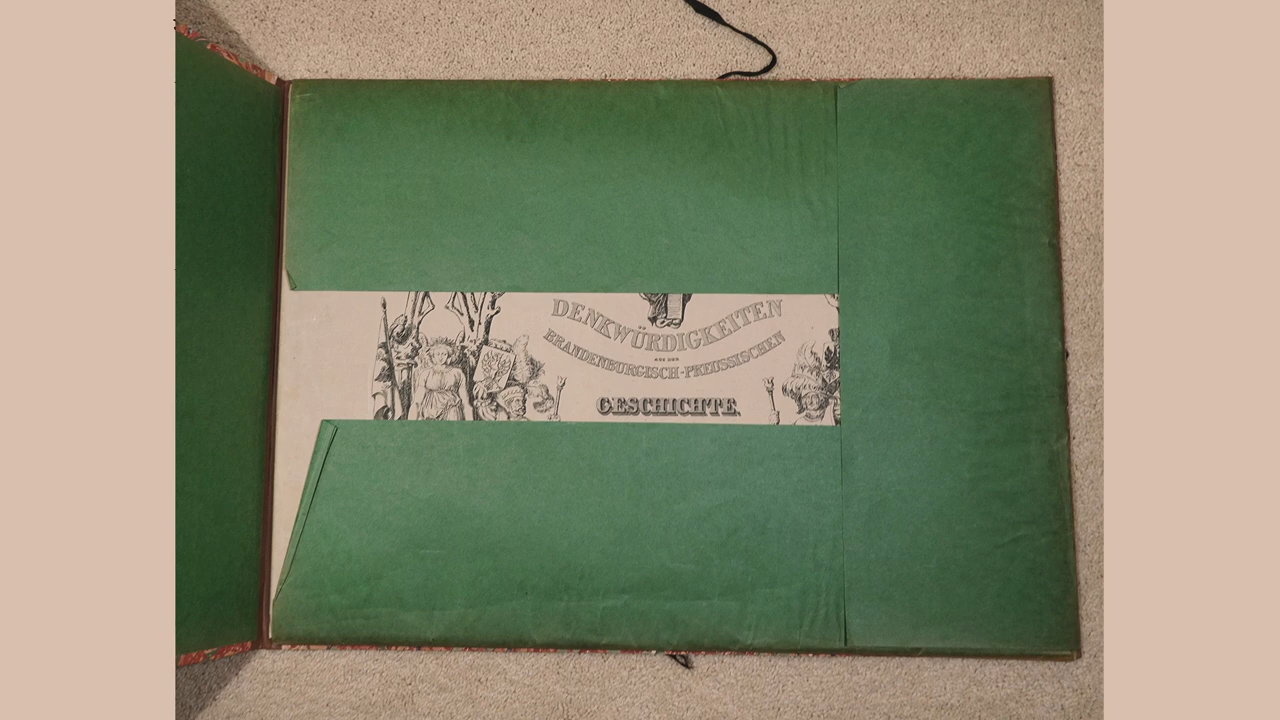 DENKWÜRDIGKEITEN
AUS DER
BRANDENBURGISCH-PREUSSISCHEN
GESCHICHTE.